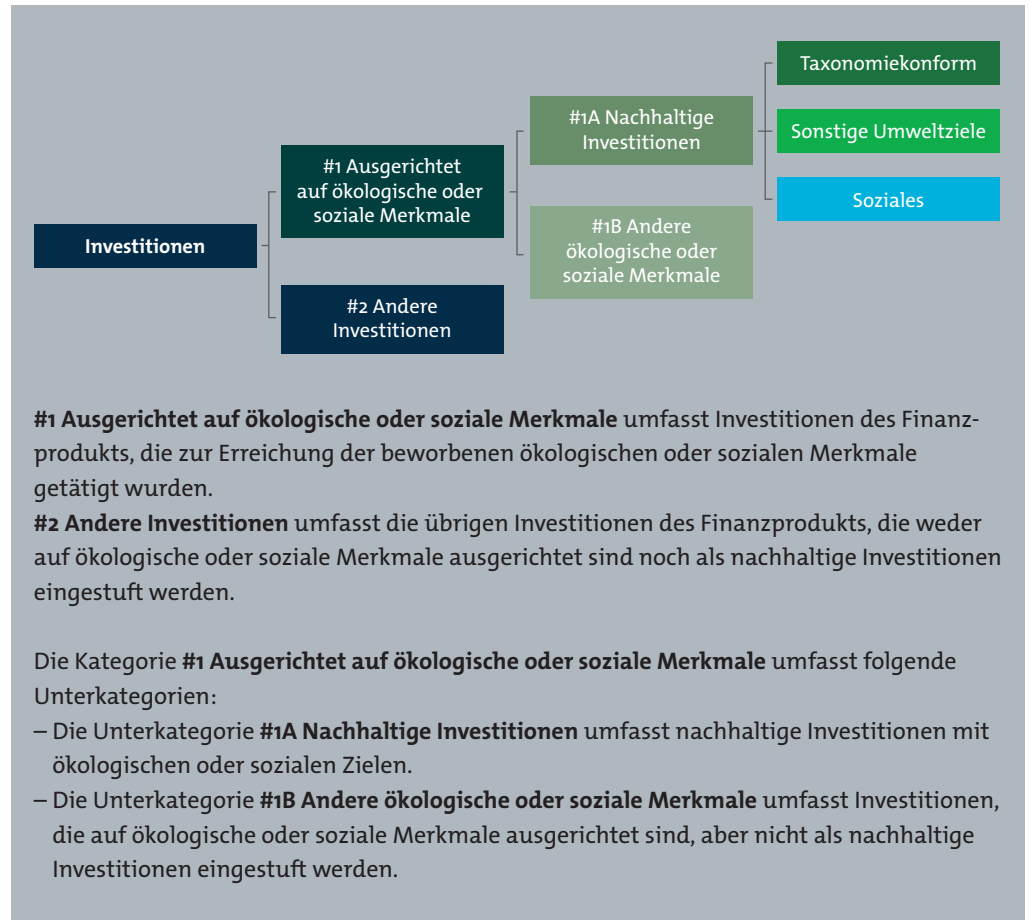 Taxonomiekonform
#1A Nachhaltige
Investitionen
Sonstige Umweltziele
#1 Ausgerichtet
auf ökologische oder
soziale Merkmale
Soziales
Investitionen
#1B Andere
ökologische oder
soziale Merkmale
#2 Andere
Investitionen
#1 Ausgerichtet auf ökologische oder soziale Merkmale umfasst Investitionen des Finanz-
produkts, die zur Erreichung der beworbenen ökologischen oder sozialen Merkmale
getätigt wurden.
#2 Andere Investitionen umfasst die übrigen Investitionen des Finanzprodukts, die weder
auf ökologische oder soziale Merkmale ausgerichtet sind noch als nachhaltige Investitionen
eingestuft werden.
Die Kategorie #1 Ausgerichtet auf ökologische oder soziale Merkmale umfasst folgende
Unterkategorien:
– Die Unterkategorie #1A Nachhaltige Investitionen umfasst nachhaltige Investitionen mit
ökologischen oder sozialen Zielen.
– Die Unterkategorie #1B Andere ökologische oder soziale Merkmale umfasst Investitionen,
die auf ökologische oder soziale Merkmale ausgerichtet sind, aber nicht als nachhaltige
Investitionen eingestuft werden.